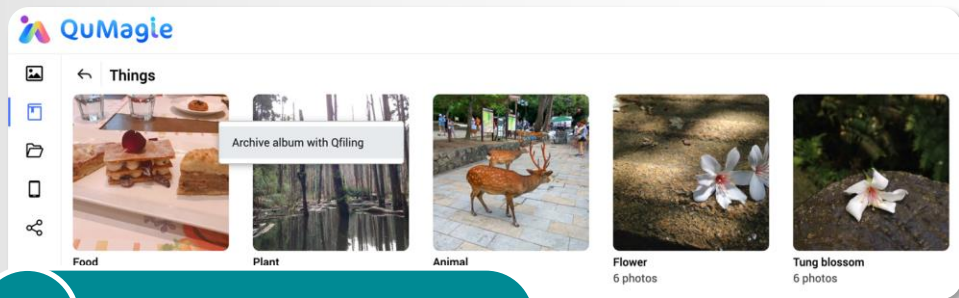 QuMagie
Things
Archive album with Qfiling
Food
Plant
Animal
Flower
Tung blossom
6 photos
6 photos